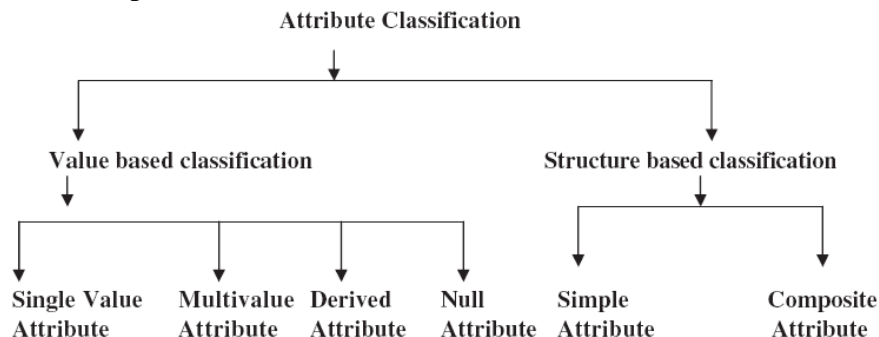 Attribute Classification
Value based classification
Structure based classification
Single Value Attribute
Multivalue Attribute
Derived Attribute
Null Attribute
Simple Attribute
Composite Attribute